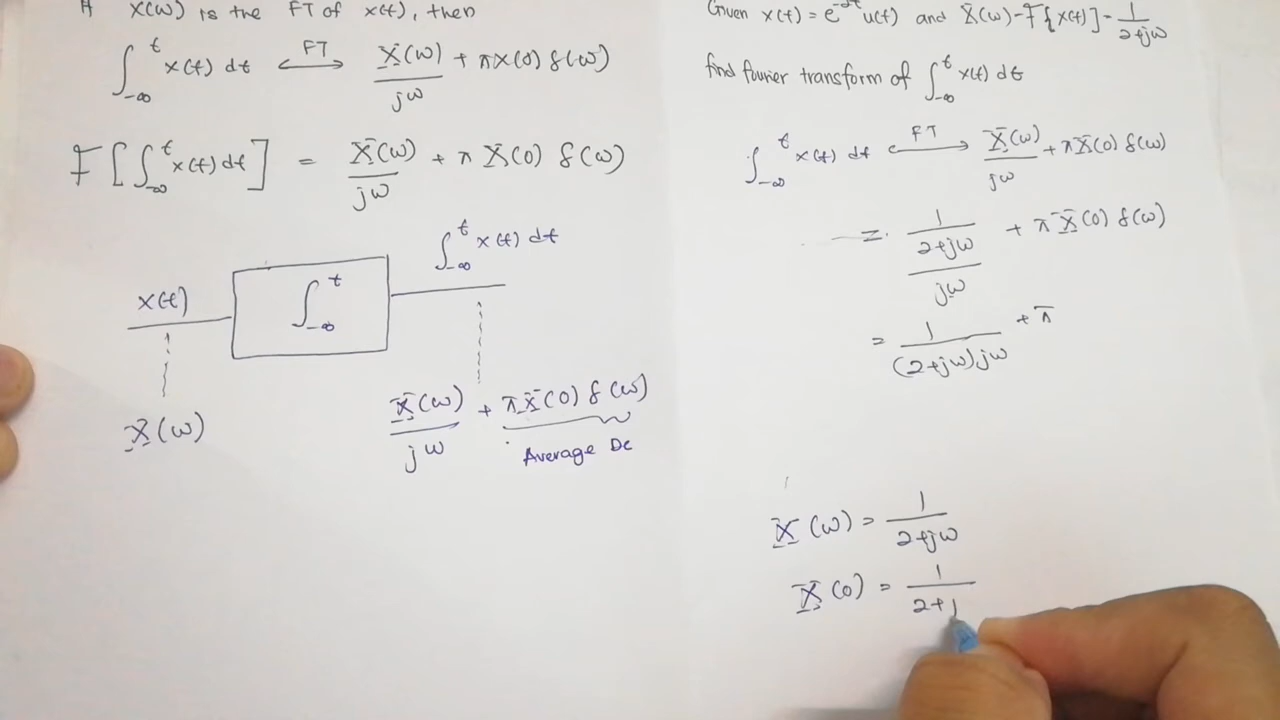 If X(ω) is the FT of x(t), then
∫_{-∞}^{t} x(t) dt ⟷ FT X(ω)/jω + πX(0) δ(ω)
F[∫_{-∞}^{t} x(t) dt] = X(ω)/jω + π X(0) δ(ω)
∫_{-∞}^{t} x(t) dt
x(t)
∫_{-∞}^{t}
X(ω)
X(ω)/jω + πX(0) δ(ω)
Average DC
Given x(t) = e^{-2t} u(t) and X(ω) = F{x(t)] = 1/(2+jω)
find fourier transform of ∫_{-∞}^{t} x(t) dt
∫_{-∞}^{t} x(t) dt ⟷ FT X(ω)/jω + πX(0) δ(ω)
= (1/(2+jω))/jω + πX(0) δ(ω)
= 1/((2+jω)jω) + π
X(ω) = 1/(2+jω)
X(0) = 1/(2+j